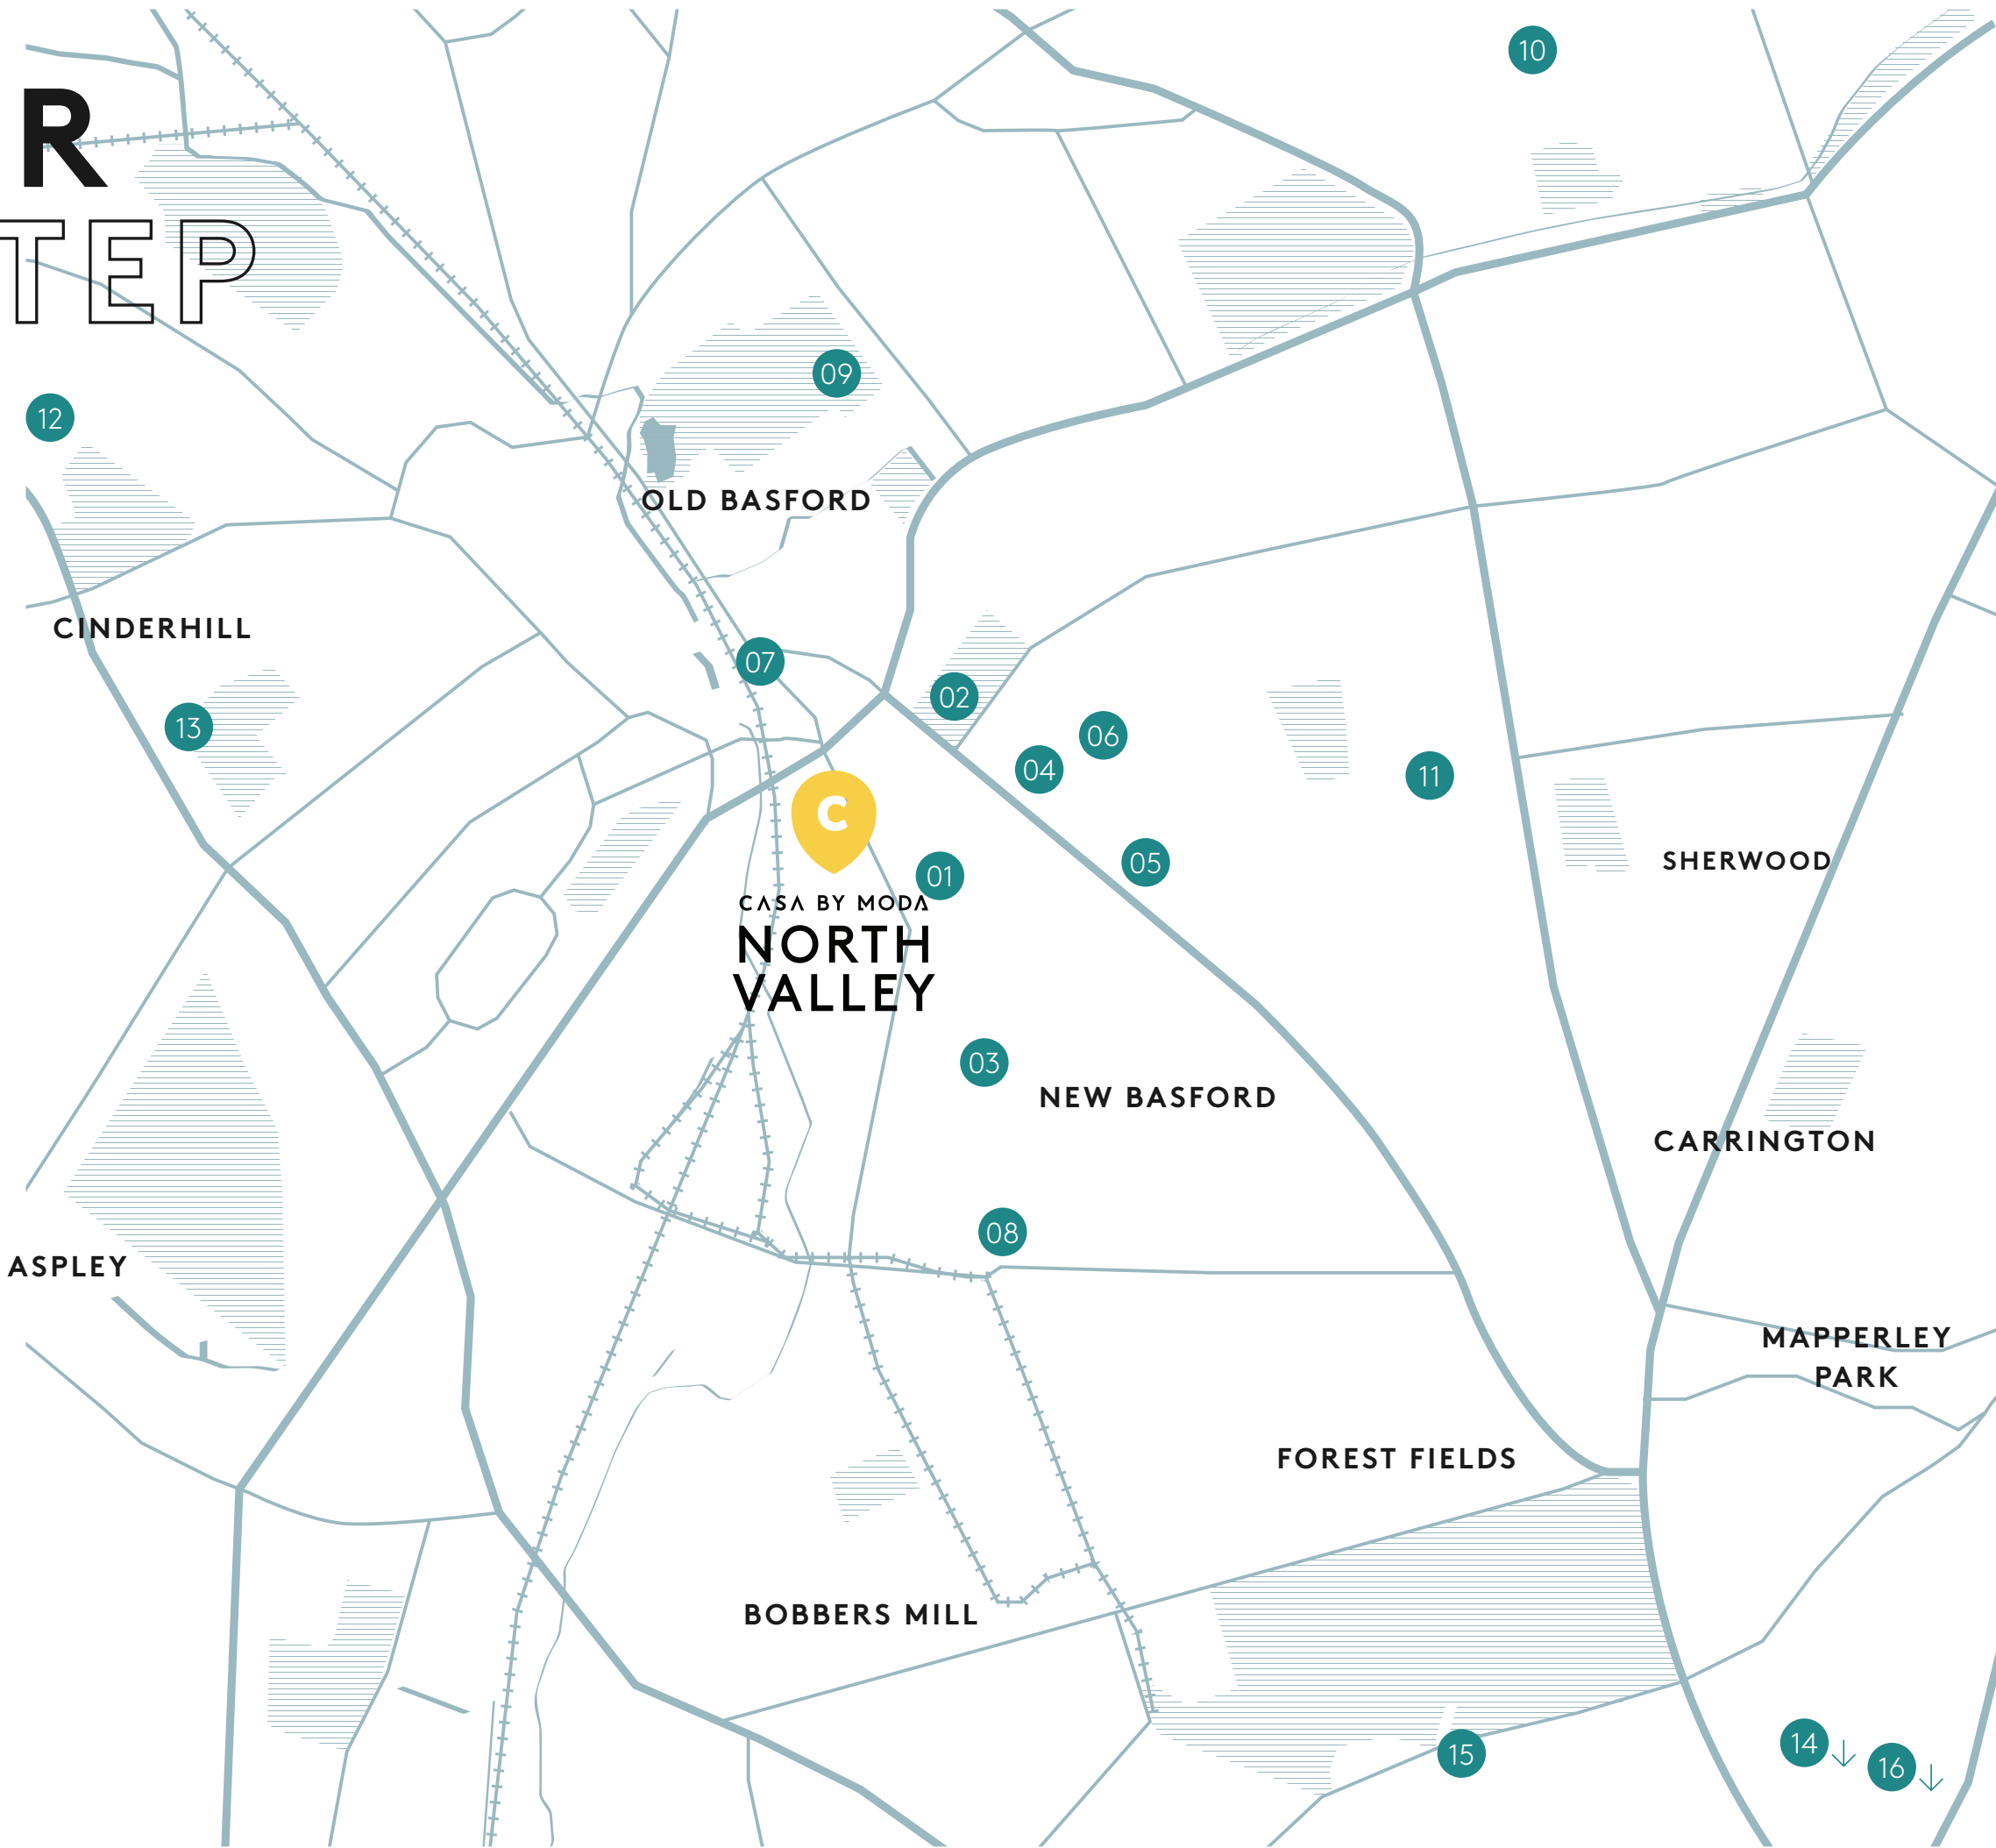 R
TEP
10
09
12
OLD BASFORD
CINDERHILL
07
02
13
06
04
11
C
05
SHERWOOD
01
CASA BY MODA
NORTH
VALLEY
03
NEW BASFORD
CARRINGTON
08
ASPLEY
MAPPERLEY
PARK
FOREST FIELDS
BOBBERS MILL
14
15
16